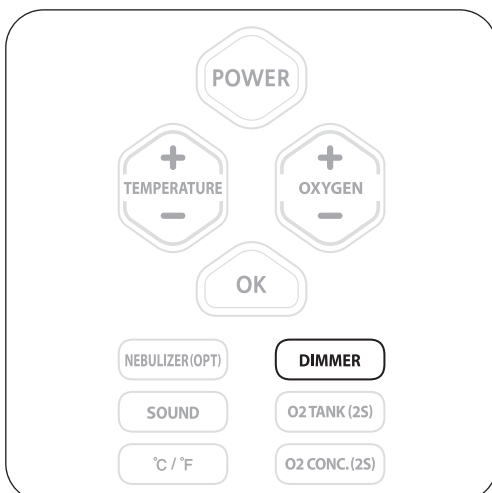 POWER
+ +
TEMPERATURE OXYGEN
− −
OK
NEBULIZER(OPT) DIMMER
SOUND O2 TANK (2S)
℃ / ℉ O2 CONC. (2S)